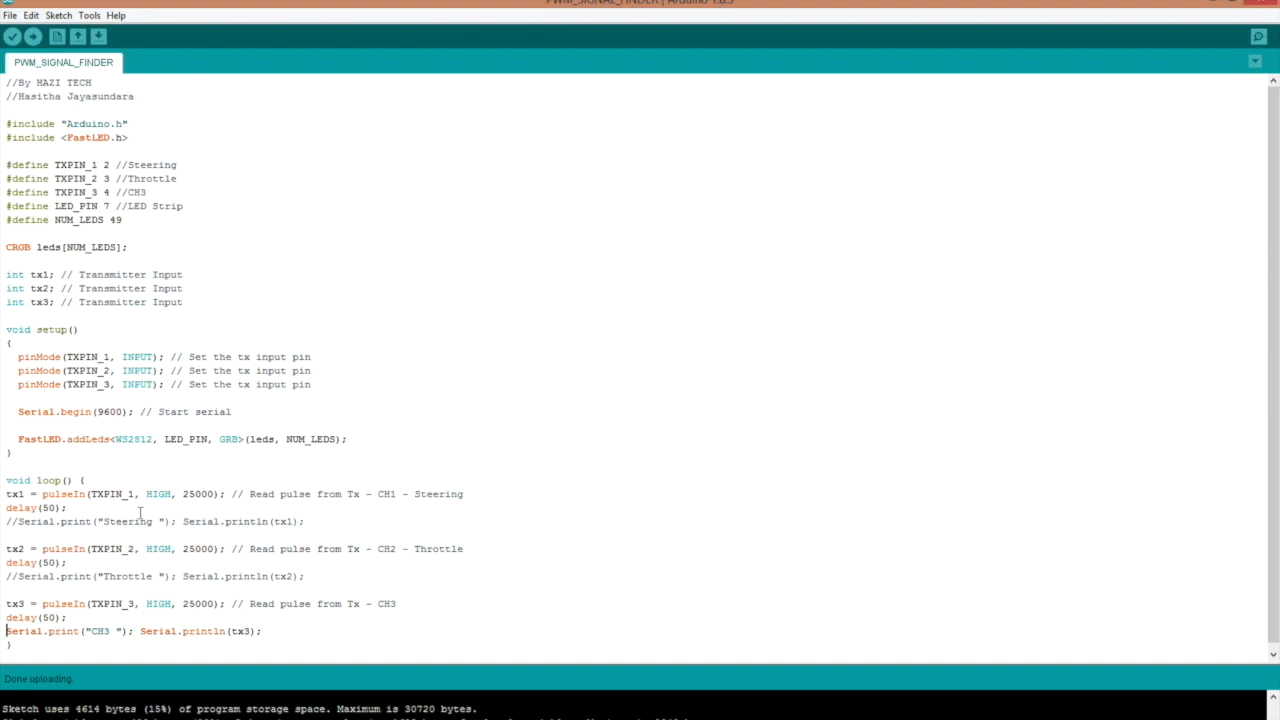 PWM_SIGNAL_FINDER | Arduino 1.8.5
File Edit Sketch Tools Help
PWM_SIGNAL_FINDER
//By HAZI TECH
//Hasitha Jayasundara
#include "Arduino.h"
#include <FastLED.h>
#define TXPIN_1 2 //Steering
#define TXPIN_2 3 //Throttle
#define TXPIN_3 4 //CH3
#define LED_PIN 7 //LED Strip
#define NUM_LEDS 49
CRGB leds[NUM_LEDS];
int tx1; // Transmitter Input
int tx2; // Transmitter Input
int tx3; // Transmitter Input
void setup()
{
pinMode(TXPIN_1, INPUT); // Set the tx input pin
pinMode(TXPIN_2, INPUT); // Set the tx input pin
pinMode(TXPIN_3, INPUT); // Set the tx input pin
Serial.begin(9600); // Start serial
FastLED.addLeds<WS2812, LED_PIN, GRB>(leds, NUM_LEDS);
}
void loop() {
tx1 = pulseIn(TXPIN_1, HIGH, 25000); // Read pulse from Tx - CH1 - Steering
delay(50);
//Serial.print("Steering "); Serial.println(tx1);
tx2 = pulseIn(TXPIN_2, HIGH, 25000); // Read pulse from Tx - CH2 - Throttle
delay(50);
//Serial.print("Throttle "); Serial.println(tx2);
tx3 = pulseIn(TXPIN_3, HIGH, 25000); // Read pulse from Tx - CH3
delay(50);
Serial.print("CH3 "); Serial.println(tx3);
}
Done uploading.
Sketch uses 4614 bytes (15%) of program storage space. Maximum is 30720 bytes.